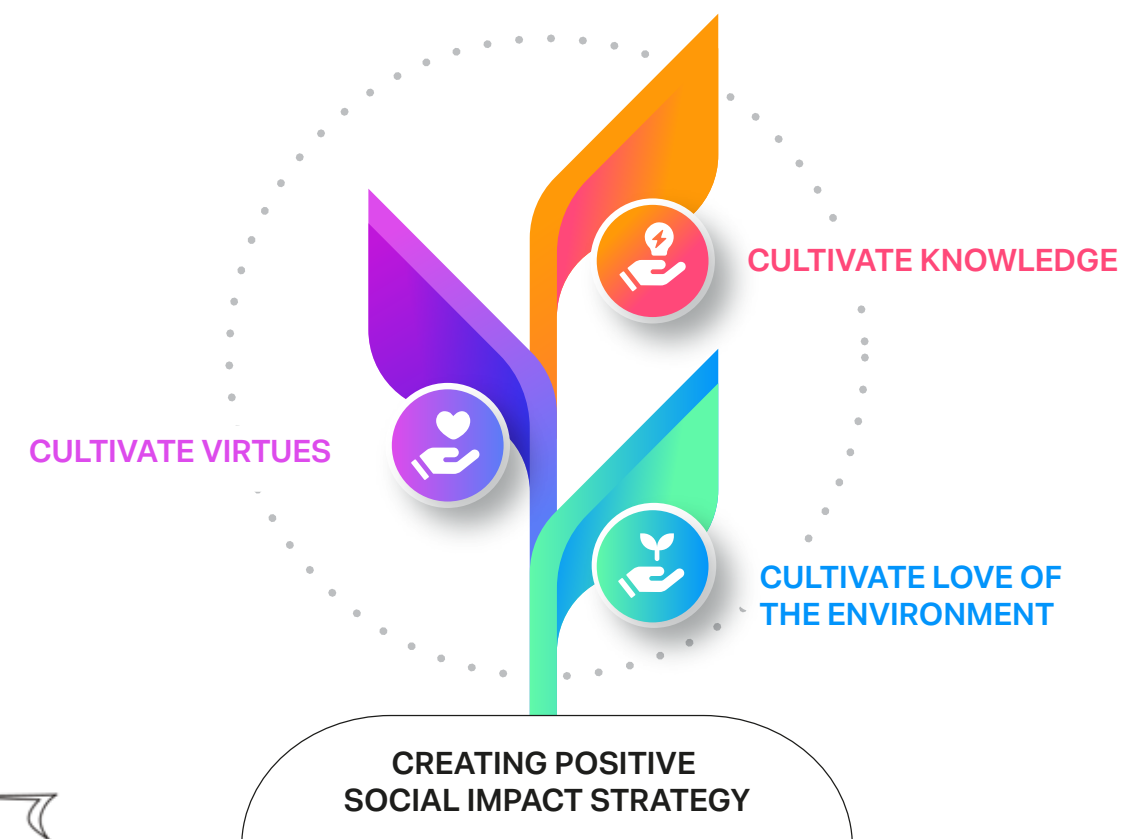 CULTIVATE KNOWLEDGE
CULTIVATE VIRTUES
CULTIVATE LOVE OF
THE ENVIRONMENT
CREATING POSITIVE
SOCIAL IMPACT STRATEGY